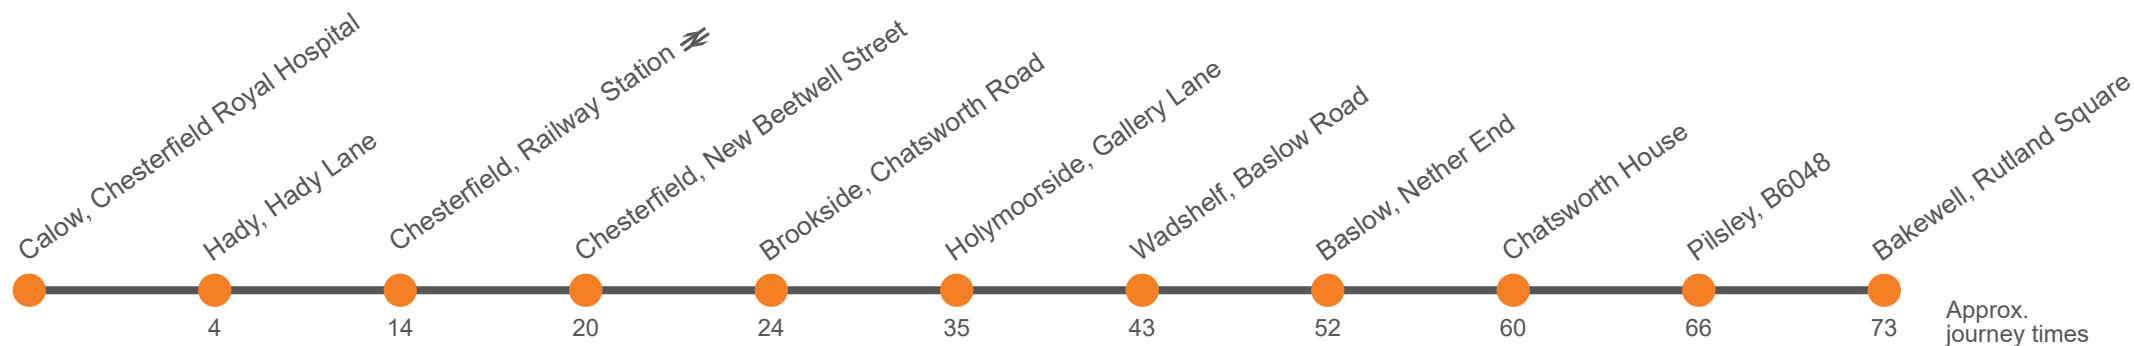 Calow, Chesterfield Royal Hospital
Hady, Hady Lane
Chesterfield, Railway Station
Chesterfield, New Beetwell Street
Brookside, Chatsworth Road
Holymoorside, Gallery Lane
Wadshelf, Baslow Road
Baslow, Nether End
Chatsworth House
Pilsley, B6048
Bakewell, Rutland Square
4 14 20 24 35 43 52 60 66 73
Approx.
journey times